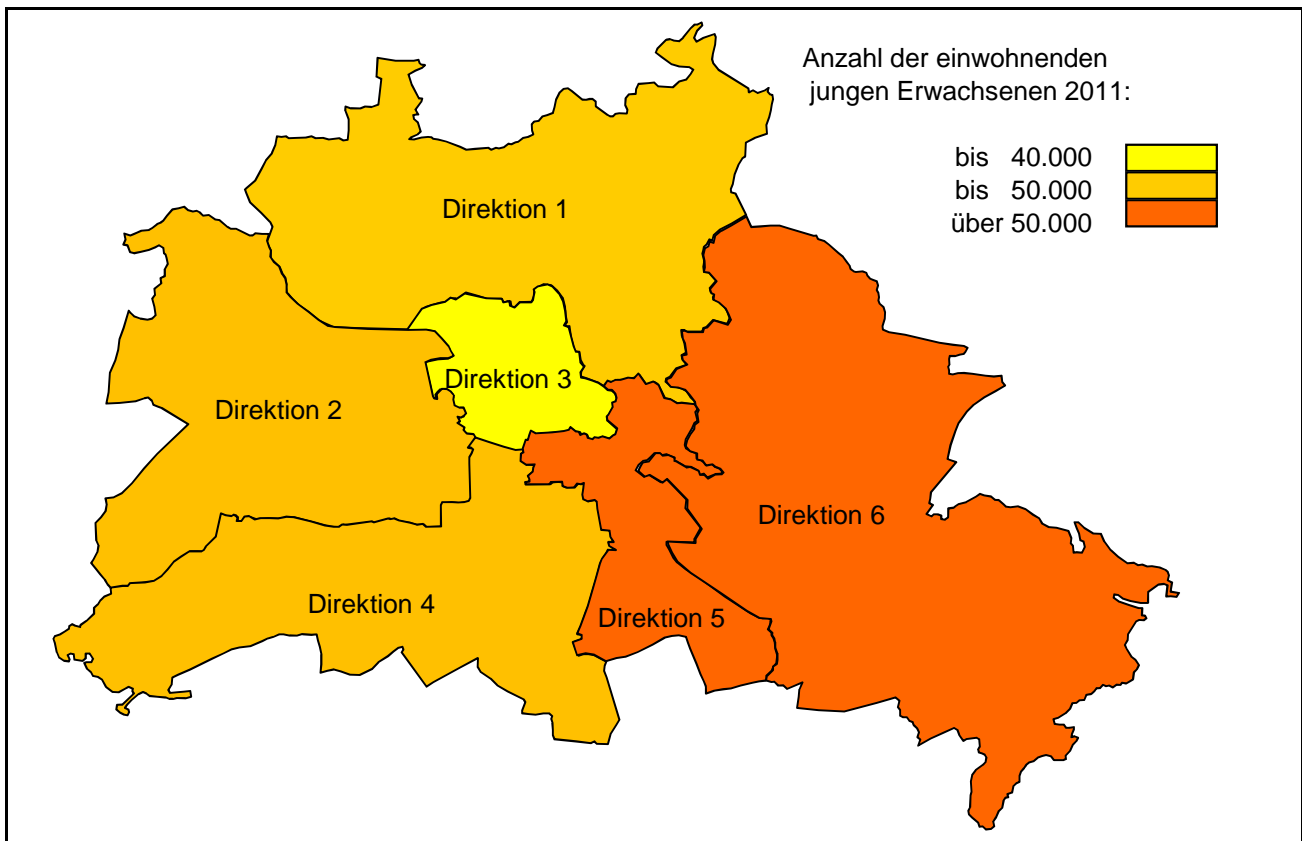 Anzahl der einwohnenden
jungen Erwachsenen 2011:
bis 40.000
bis 50.000
über 50.000
Direktion 1
Direktion 3
Direktion 2
Direktion 6
Direktion 4
Direktion 5